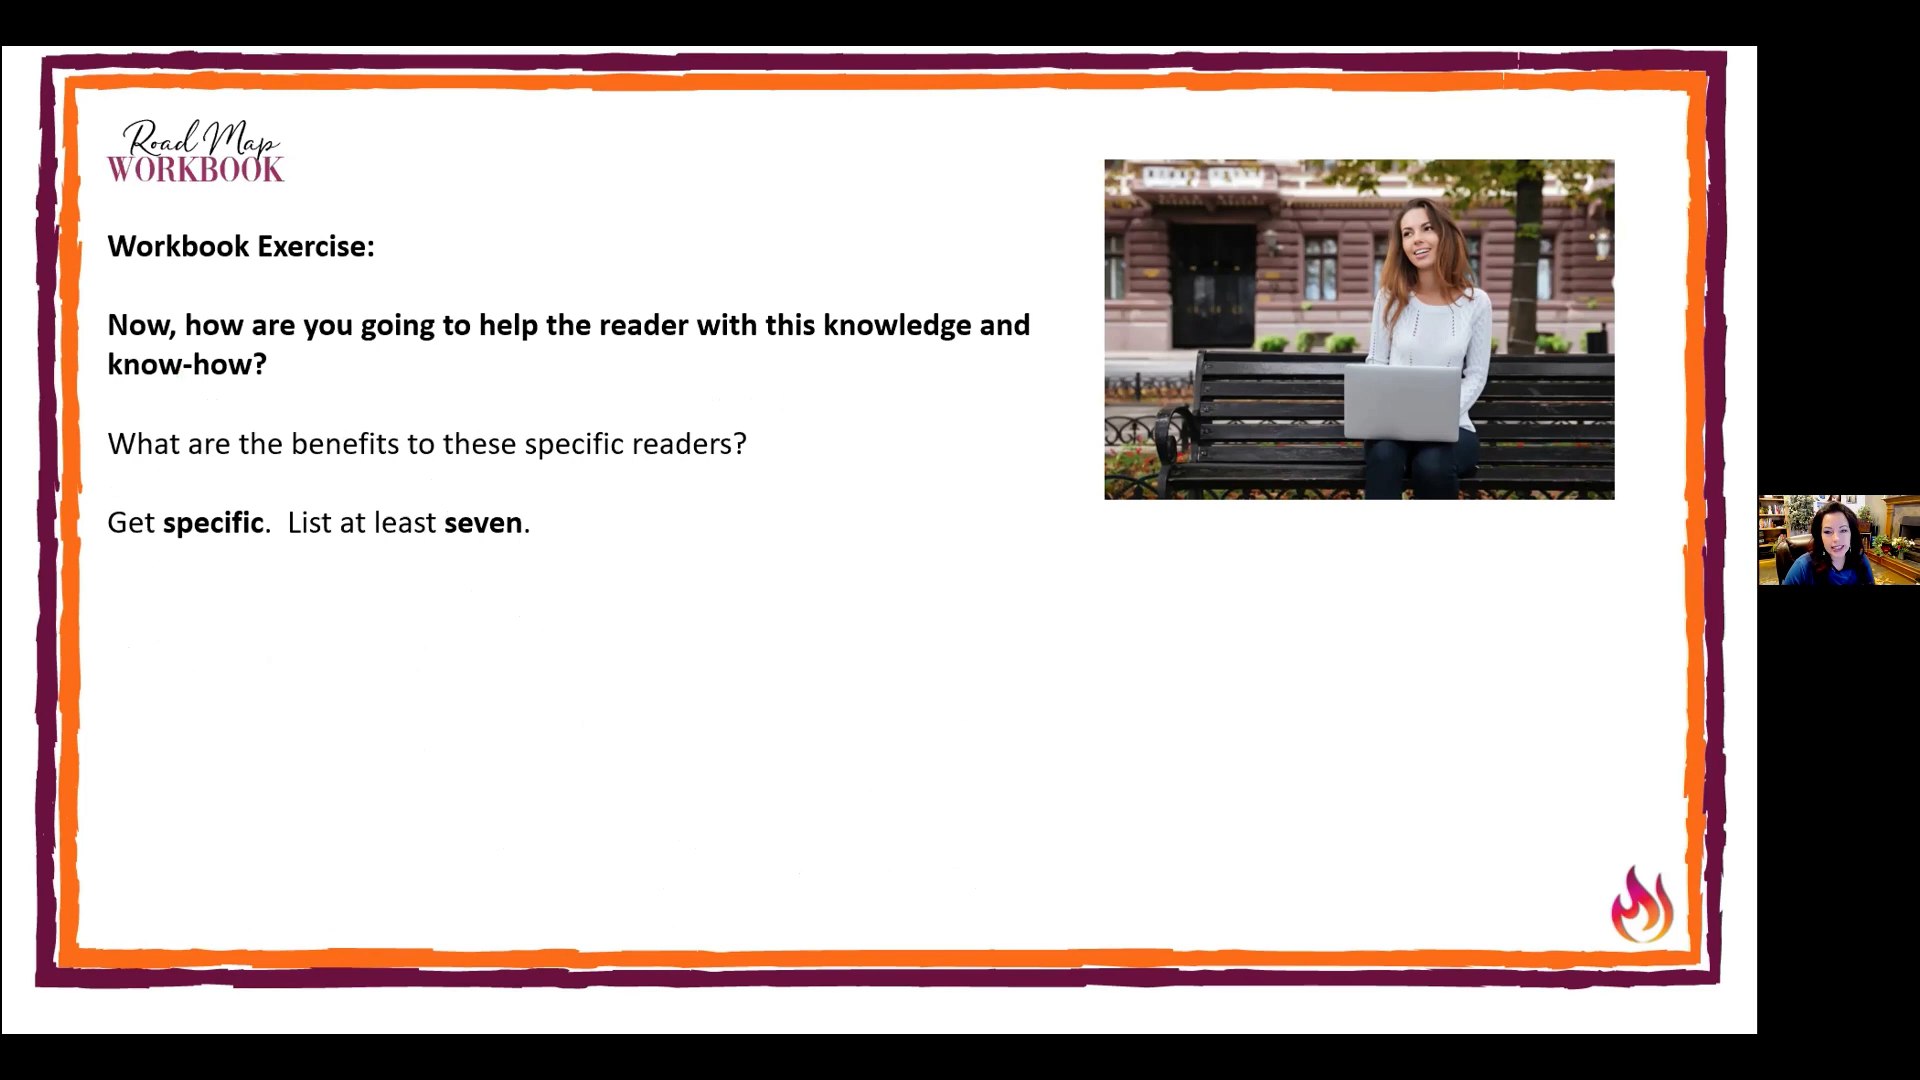 Road Map
WORKBOOK
Workbook Exercise:
Now, how are you going to help the reader with this knowledge and
know-how?
What are the benefits to these specific readers?
Get specific.  List at least seven.